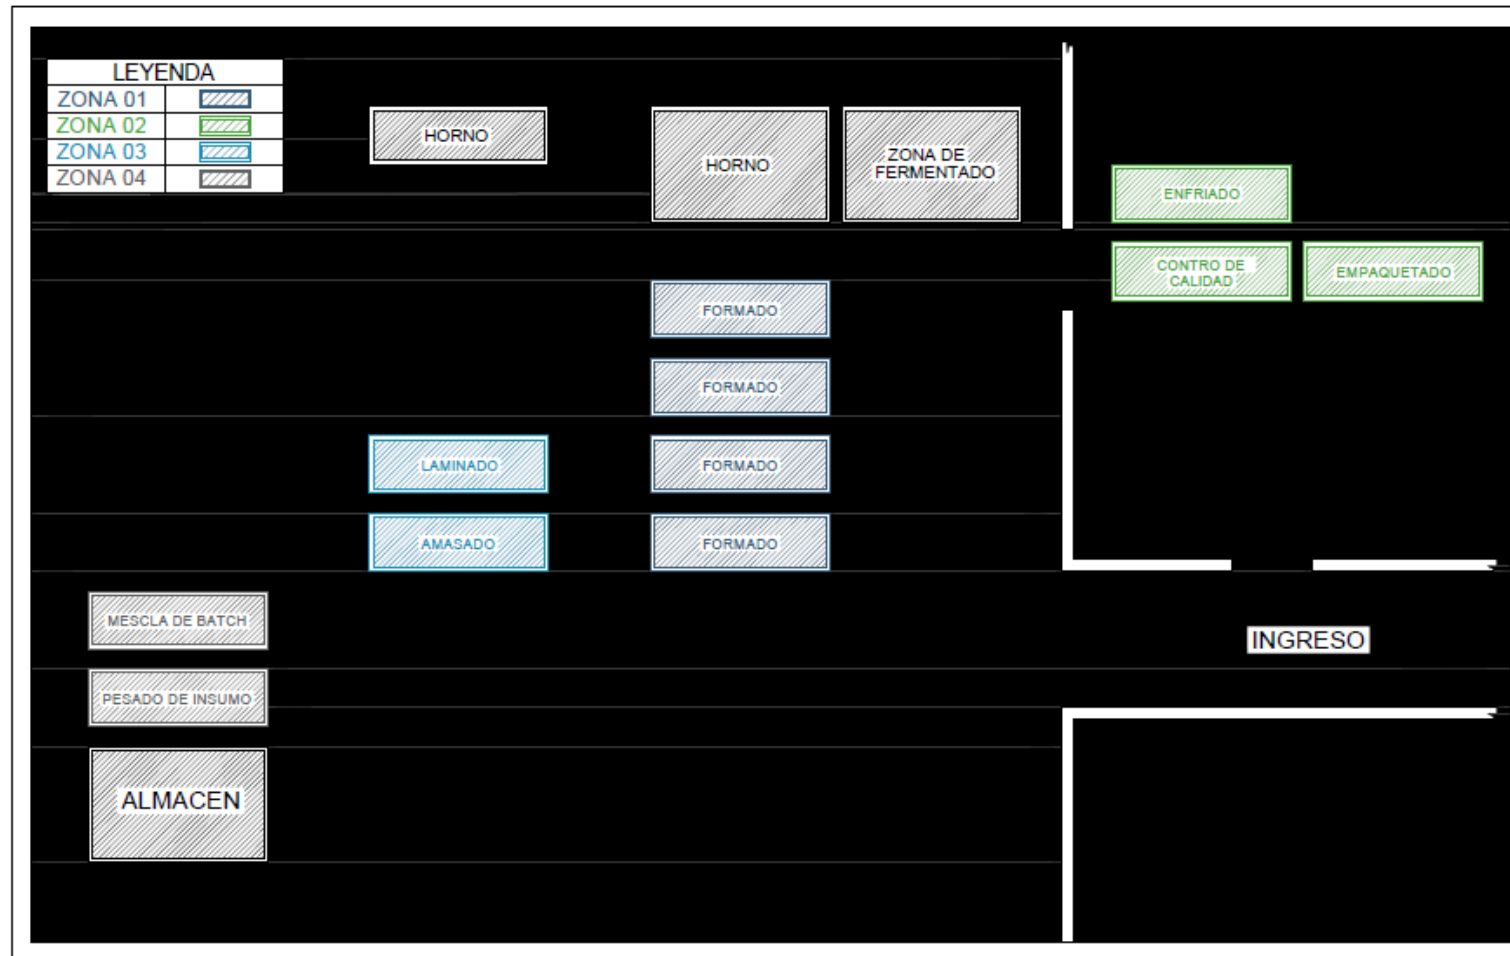 LEYENDA
ZONA 01
ZONA 02
ZONA 03
ZONA 04
HORNO
HORNO
ZONA DE
FERMENTADO
ENFRIADO
CONTRO DE
CALIDAD
EMPAQUETADO
FORMADO
FORMADO
LAMINADO
FORMADO
AMASADO
FORMADO
MESCLA DE BATCH
INGRESO
PESADO DE INSUMO
ALMACEN